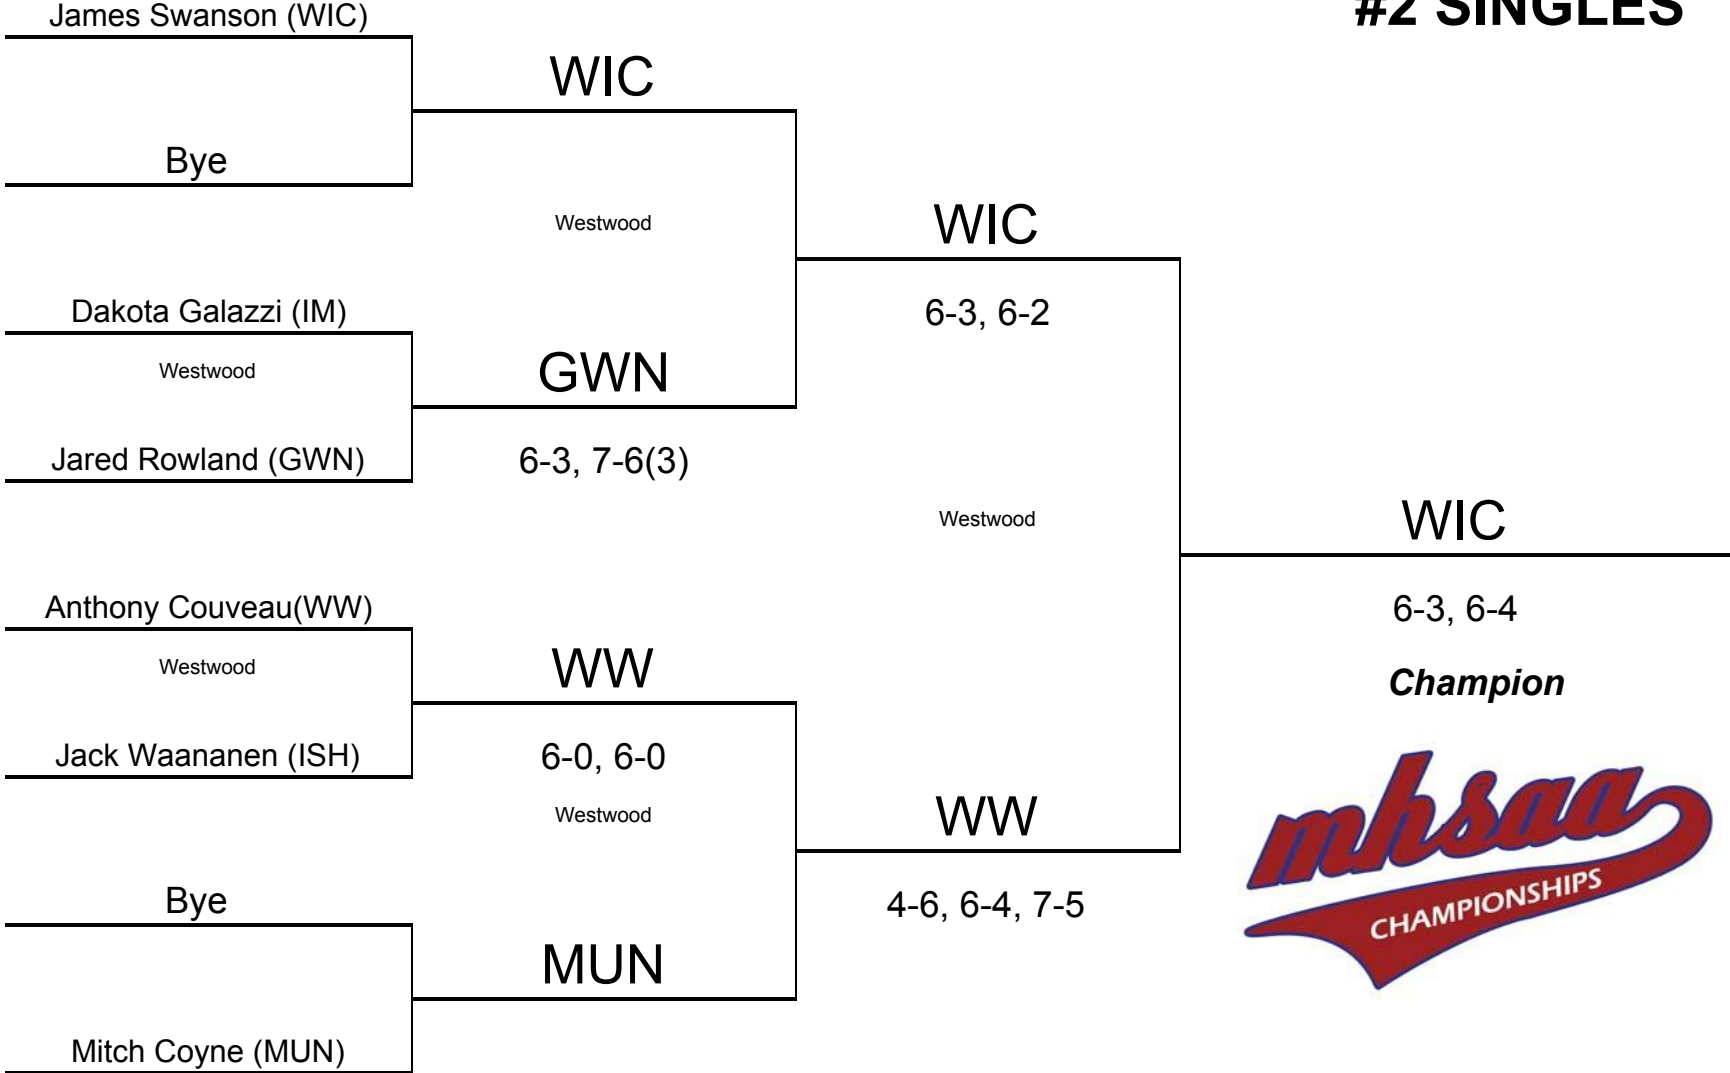 James Swanson (WIC)
#2 SINGLES
WIC
Bye
Westwood
WIC
Dakota Galazzi (IM)
6-3, 6-2
Westwood
GWN
Jared Rowland (GWN)
6-3, 7-6(3)
Westwood
WIC
Anthony Couveau(WW)
6-3, 6-4
Westwood
WW
Champion
Jack Waananen (ISH)
6-0, 6-0
Westwood
WW
mhsaa
CHAMPIONSHIPS
Bye
4-6, 6-4, 7-5
MUN
Mitch Coyne (MUN)